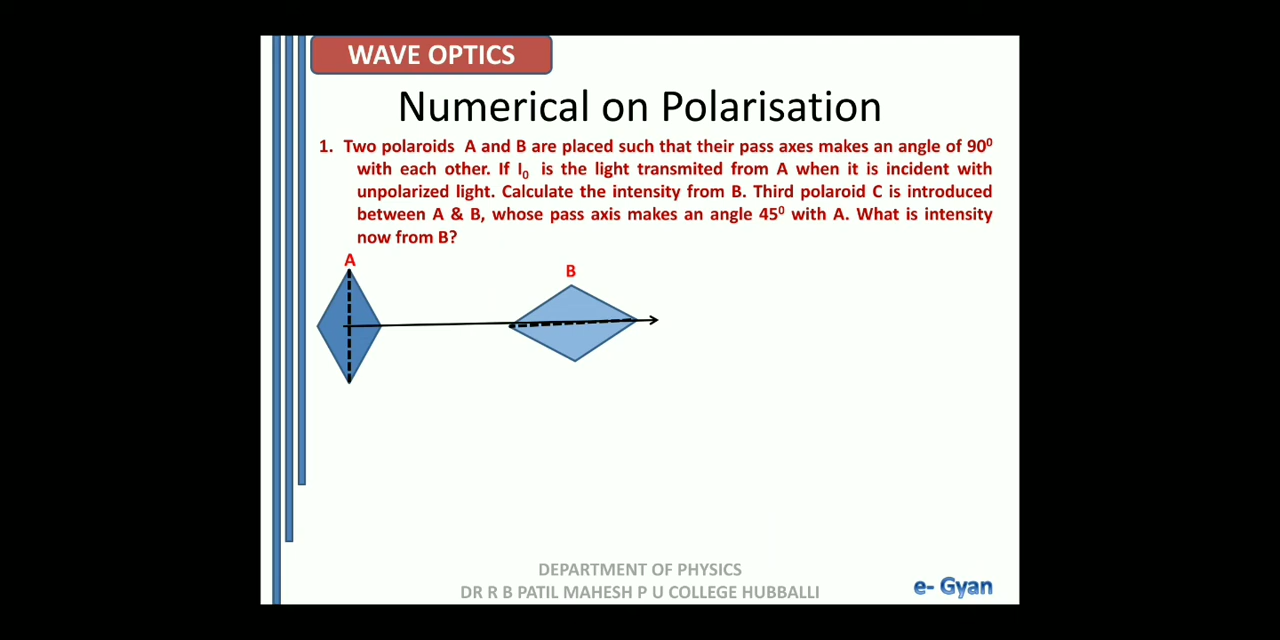 WAVE OPTICS
Numerical on Polarisation
1. Two polaroids A and B are placed such that their pass axes makes an angle of 90⁰
with each other. If I₀ is the light transmited from A when it is incident with
unpolarized light. Calculate the intensity from B. Third polaroid C is introduced
between A & B, whose pass axis makes an angle 45⁰ with A. What is intensity
now from B?
A
B
DEPARTMENT OF PHYSICS
DR R B PATIL MAHESH P U COLLEGE HUBBALLI
e- Gyan